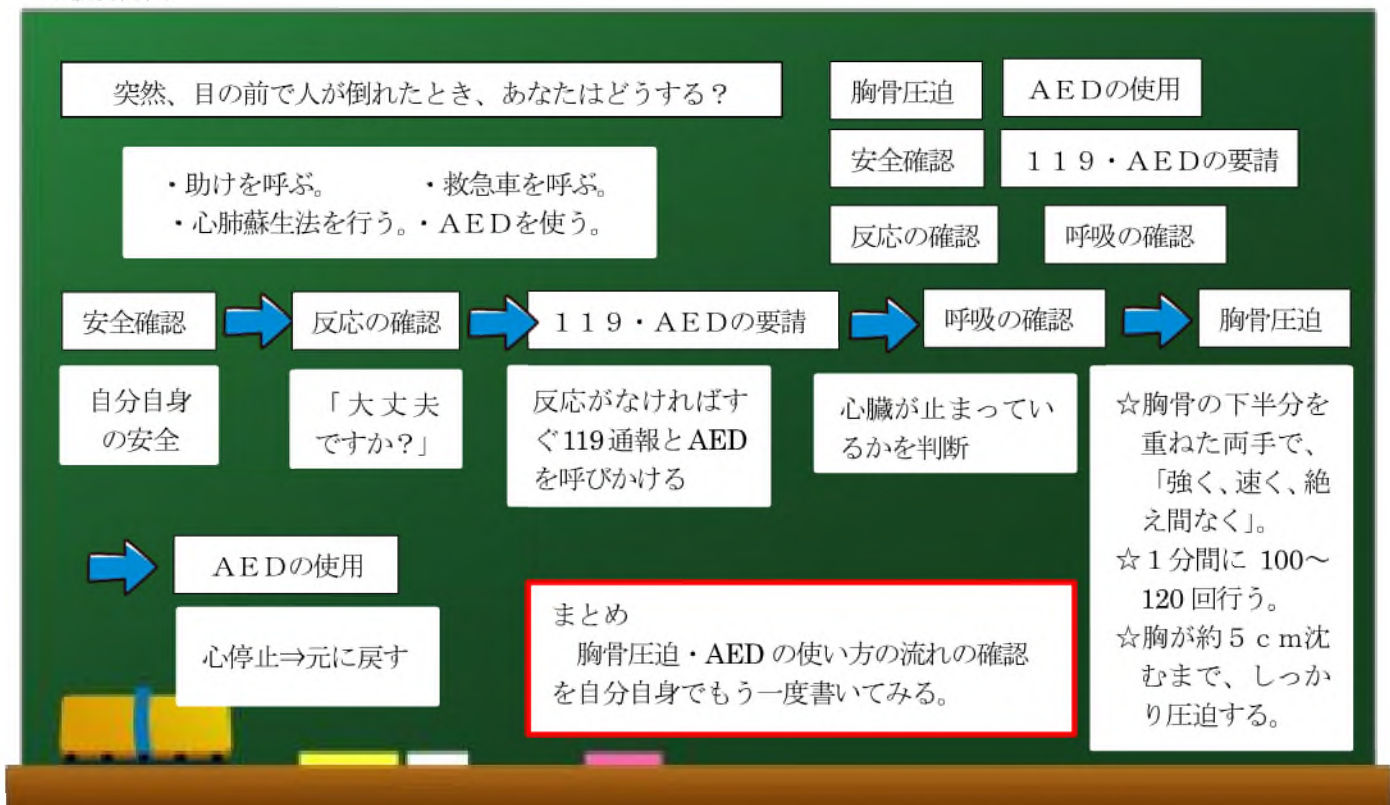 突然、目の前で人が倒れたとき、あなたはどうする？
・助けを呼ぶ。　・救急車を呼ぶ。
・心肺蘇生法を行う。・ＡＥＤを使う。
胸骨圧迫
ＡＥＤの使用
安全確認
１１９・ＡＥＤの要請
反応の確認
呼吸の確認
安全確認
反応の確認
１１９・ＡＥＤの要請
呼吸の確認
胸骨圧迫
自分自身
の安全
「大丈夫
ですか？」
反応がなければす
ぐ119通報とAED
を呼びかける
心臓が止まってい
るかを判断
☆胸骨の下半分を
重ねた両手で、
「強く、速く、絶
え間なく」。
☆１分間に 100～
120 回行う。
☆胸が約５ｃｍ沈
むまで、しっか
り圧迫する。
ＡＥＤの使用
心停止⇒元に戻す
まとめ
胸骨圧迫・AED の使い方の流れの確認
を自分自身でもう一度書いてみる。